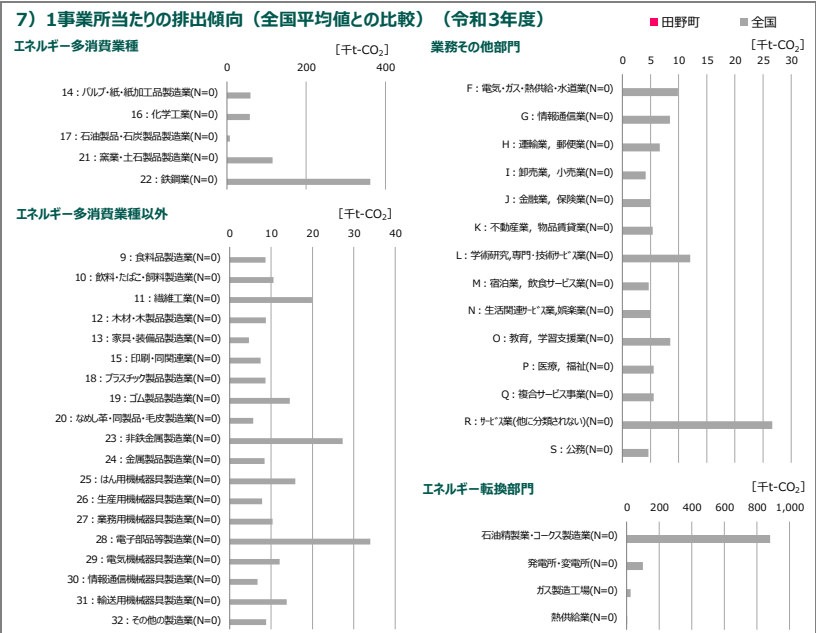 7）1事業所当たりの排出傾向（全国平均値との比較）（令和3年度）
■田野町 ■全国
エネルギー多消費業種
[千t-CO₂]
0 200 400
14：パルプ・紙・紙加工品製造業(N=0)
16：化学工業(N=0)
17：石油製品・石炭製品製造業(N=0)
21：窯業・土石製品製造業(N=0)
22：鉄鋼業(N=0)
エネルギー多消費業種以外
[千t-CO₂]
0 10 20 30 40
9：食料品製造業(N=0)
10：飲料・たばこ・飼料製造業(N=0)
11：繊維工業(N=0)
12：木材・木製品製造業(N=0)
13：家具・装備品製造業(N=0)
15：印刷・同関連業(N=0)
18：プラスチック製品製造業(N=0)
19：ゴム製品製造業(N=0)
20：なめし革・同製品・毛皮製造業(N=0)
23：非鉄金属製造業(N=0)
24：金属製品製造業(N=0)
25：はん用機械器具製造業(N=0)
26：生産用機械器具製造業(N=0)
27：業務用機械器具製造業(N=0)
28：電子部品等製造業(N=0)
29：電気機械器具製造業(N=0)
30：情報通信機械器具製造業(N=0)
31：輸送用機械器具製造業(N=0)
32：その他の製造業(N=0)
業務その他部門
[千t-CO₂]
0 5 10 15 20 25 30
F：電気・ガス・熱供給・水道業(N=0)
G：情報通信業(N=0)
H：運輸業，郵便業(N=0)
I：卸売業，小売業(N=0)
J：金融業，保険業(N=0)
K：不動産業，物品賃貸業(N=0)
L：学術研究,専門・技術サービス業(N=0)
M：宿泊業，飲食サービス業(N=0)
N：生活関連サービス業,娯楽業(N=0)
O：教育，学習支援業(N=0)
P：医療，福祉(N=0)
Q：複合サービス事業(N=0)
R：サービス業(他に分類されない)(N=0)
S：公務(N=0)
エネルギー転換部門
[千t-CO₂]
0 200 400 600 800 1,000
石油精製業・コークス製造業(N=0)
発電所・変電所(N=0)
ガス製造工場(N=0)
熱供給業(N=0)